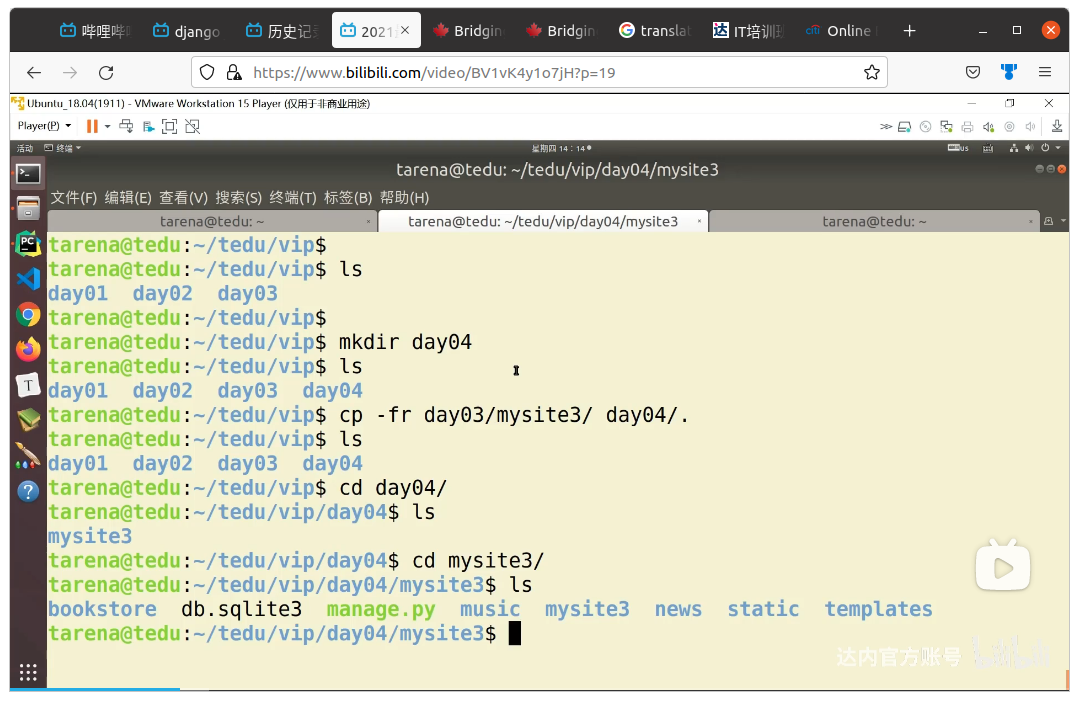 哔哩哔哩 django 历史记录 2021 Bridging Bridgin translat IT培训班 citi Online
https://www.bilibili.com/video/BV1vK4y1o7jH?p=19
Ubuntu_18.04(1911) - VMware Workstation 15 Player (仅用于非商业用途)
Player(P)
活动 终端 星期四 14：14 us
tarena@tedu: ~/tedu/vip/day04/mysite3
文件(F) 编辑(E) 查看(V) 搜索(S) 终端(T) 标签(B) 帮助(H)
tarena@tedu: ~ tarena@tedu: ~/tedu/vip/day04/mysite3 tarena@tedu: ~
tarena@tedu:~/tedu/vip$
tarena@tedu:~/tedu/vip$ ls
day01 day02 day03
tarena@tedu:~/tedu/vip$
tarena@tedu:~/tedu/vip$ mkdir day04
tarena@tedu:~/tedu/vip$ ls
day01 day02 day03 day04
tarena@tedu:~/tedu/vip$ cp -fr day03/mysite3/ day04/.
tarena@tedu:~/tedu/vip$ ls
day01 day02 day03 day04
tarena@tedu:~/tedu/vip$ cd day04/
tarena@tedu:~/tedu/vip/day04$ ls
mysite3
tarena@tedu:~/tedu/vip/day04$ cd mysite3/
tarena@tedu:~/tedu/vip/day04/mysite3$ ls
bookstore db.sqlite3 manage.py music mysite3 news static templates
tarena@tedu:~/tedu/vip/day04/mysite3$
达内官方账号